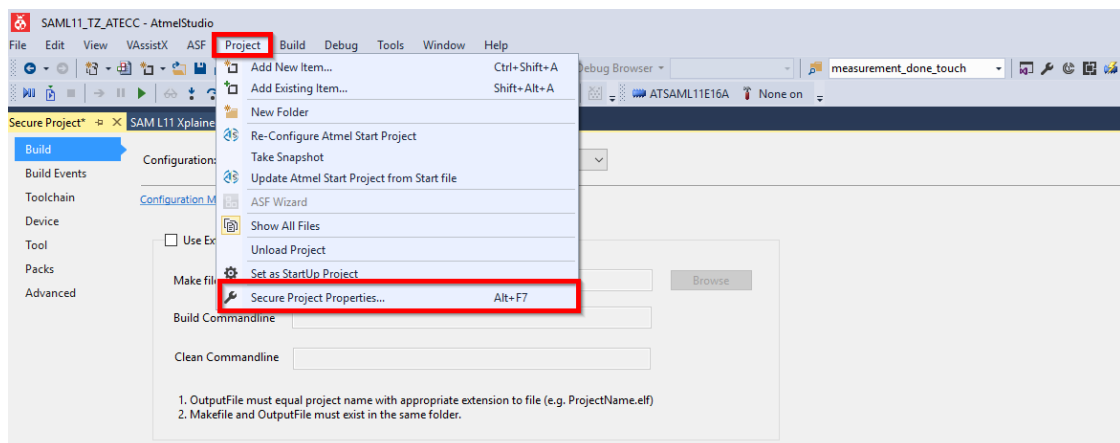 SAML11_TZ_ATECC - AtmelStudio
File Edit View VAssistX ASF Project Build Debug Tools Window Help
Add New Item... Ctrl+Shift+A
Debug Browser
measurement_done_touch
Add Existing Item... Shift+Alt+A
ATSAML11E16A None on
New Folder
Secure Project* SAM L11 Xplaine
Re-Configure Atmel Start Project
Build
Configuration:
Take Snapshot
Build Events
Update Atmel Start Project from Start file
Toolchain
Configuration M
ASF Wizard
Device
Show All Files
Tool
Use Ex
Unload Project
Packs
Set as StartUp Project
Make file
Browse
Advanced
Secure Project Properties... Alt+F7
Build Commandline
Clean Commandline
1. OutputFile must equal project name with appropriate extension to file (e.g. ProjectName.elf)
2. Makefile and OutputFile must exist in the same folder.